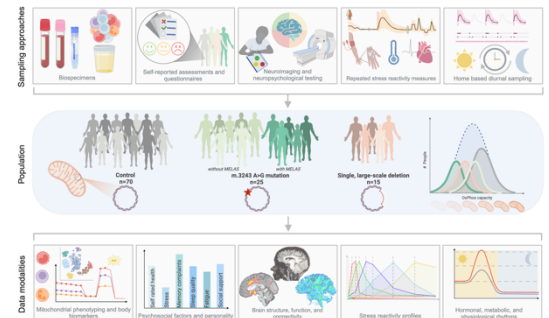 Sampling approaches
Biospecimens
Self-reported assessments and
questionnaires
Neuroimaging and
neuropsychological testing
Repeated stress reactivity measures
Home based diurnal sampling
Population
Control
n=70
without MELAS
with MELAS
m.3243 A>G mutation
n=25
Single, large-scale deletion
n=15
# People
OxPhos capacity
Data modalities
Mitochondrial phenotyping and body
biomarkers
Self rated health
Stress
Memory complaints
Sleep quality
Fatigue
Social support
Psychosocial factors and personality
Brain structure, function, and
connectivity
Stress reactivity profiles
Hormonal, metabolic, and
physiological rhythms